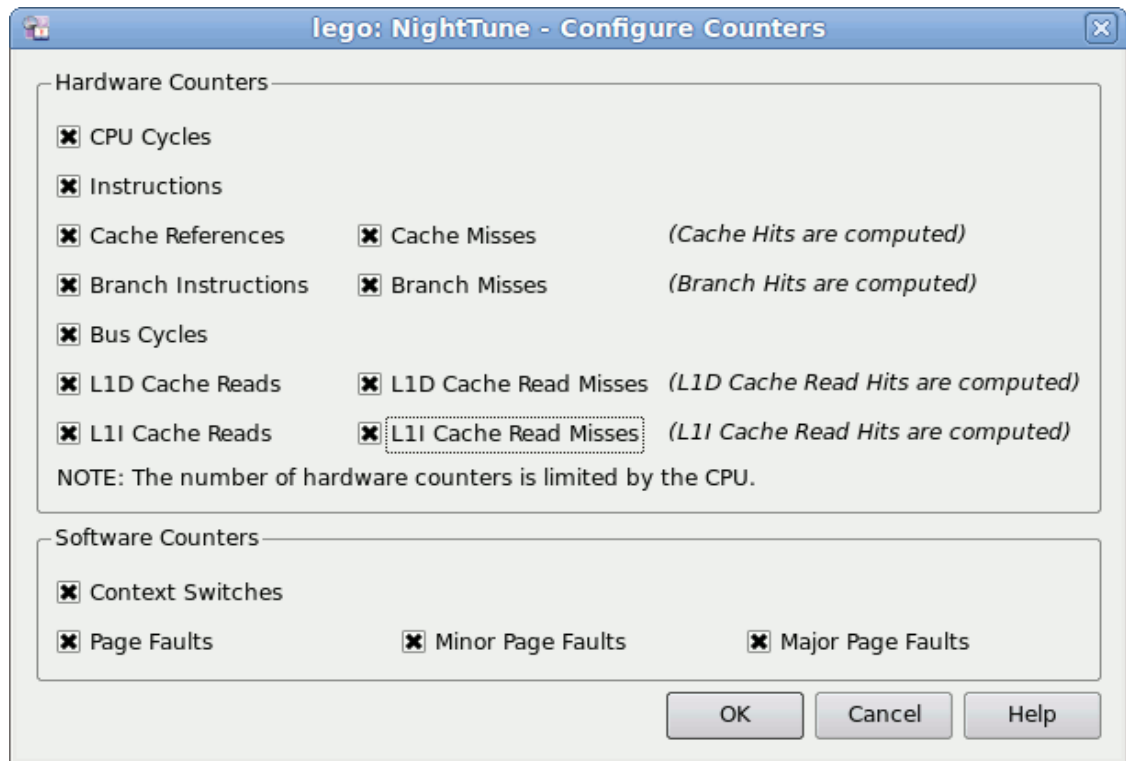 lego: NightTune - Configure Counters
Hardware Counters
CPU Cycles
Instructions
Cache References Cache Misses (Cache Hits are computed)
Branch Instructions Branch Misses (Branch Hits are computed)
Bus Cycles
L1D Cache Reads L1D Cache Read Misses (L1D Cache Read Hits are computed)
L1I Cache Reads L1I Cache Read Misses (L1I Cache Read Hits are computed)
NOTE: The number of hardware counters is limited by the CPU.
Software Counters
Context Switches
Page Faults Minor Page Faults Major Page Faults
OK Cancel Help